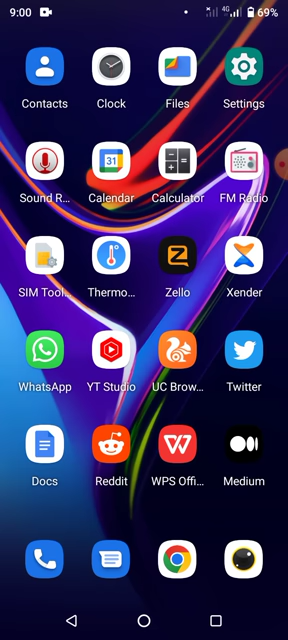 9:00 4G 69%
Contacts Clock Files Settings
31
Sound R... Calendar Calculator FM Radio
SIM Tool... Thermo... Zello Xender
WhatsApp YT Studio UC Brow... Twitter
Docs Reddit WPS Offi... Medium